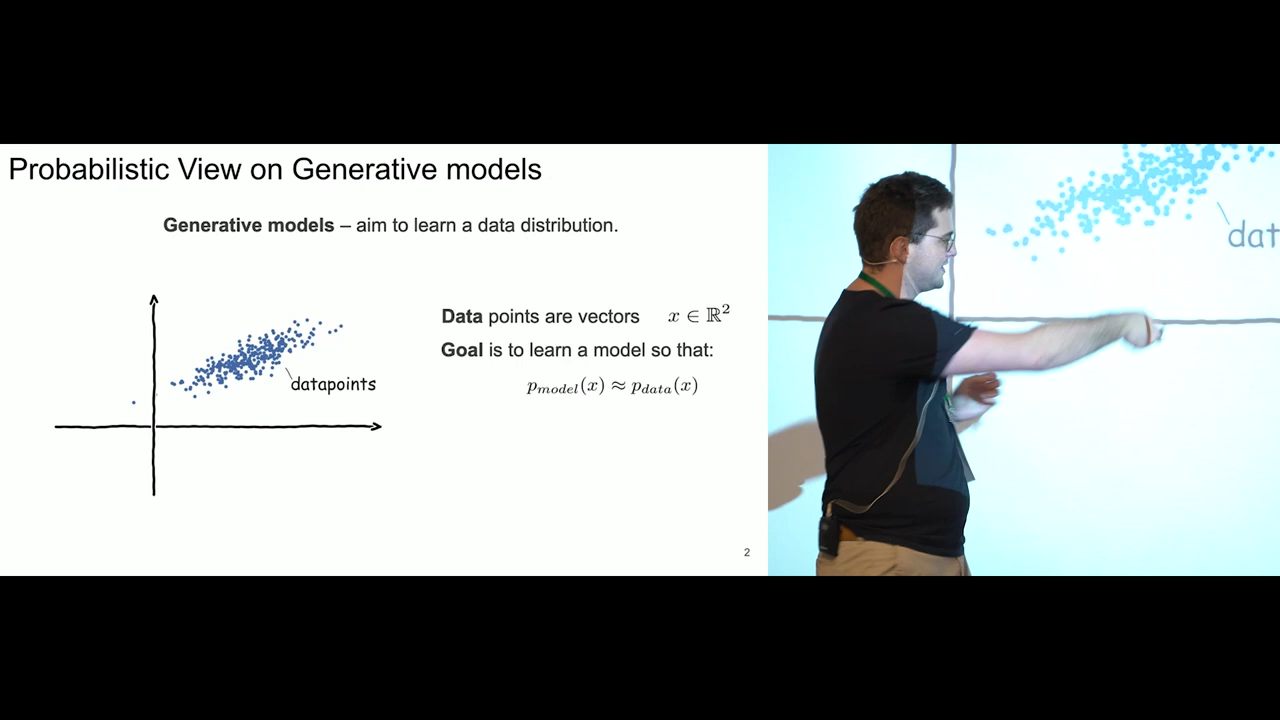 Probabilistic View on Generative models
Generative models – aim to learn a data distribution.
Data points are vectors x ∈ ℝ²
Goal is to learn a model so that:
p_model(x) ≈ p_data(x)
datapoints
2
dat